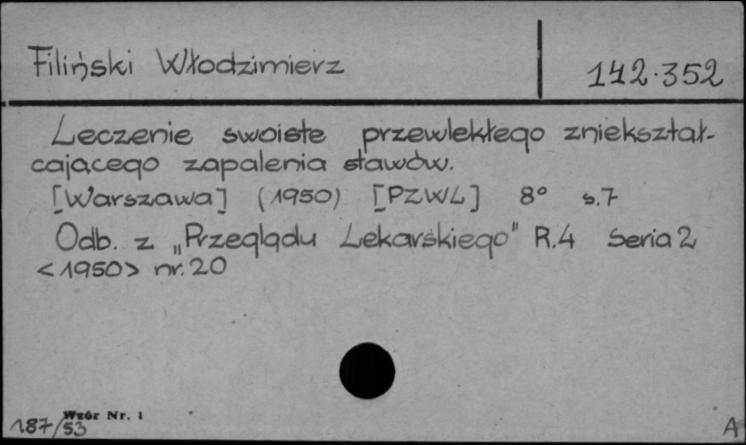 Filiński Włodzimierz
142.352
Leczenie swoiste przewlekłego zniekształ-
cającego zapalenia stawów.
[Warszawa] (1950) [PZWL] 8° s.7
Odb. z „Przeglądu Lekarskiego" R.4 Seria 2
<1950> nr.20
Wzór Nr. 1
187/53
A